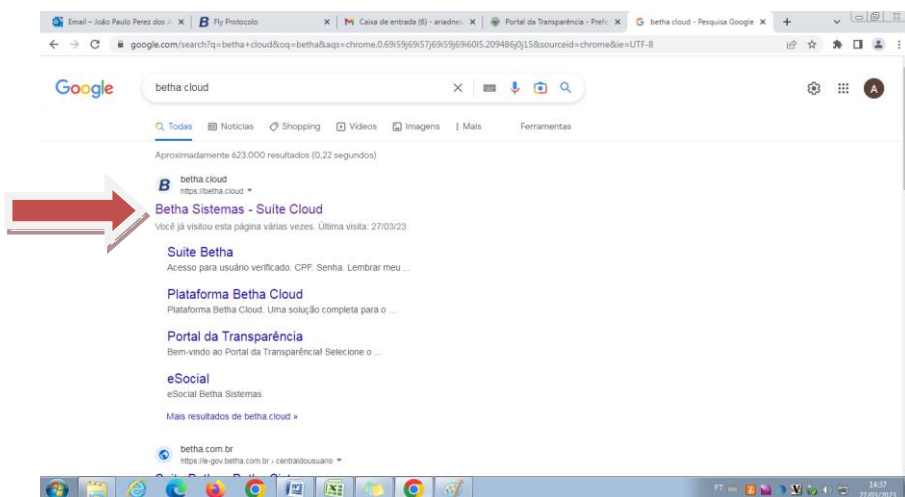 Email – João Paulo Perez dos A
Fly Protocolo
Caixa de entrada (6) - ariadne
Portal da Transparência - Prefe
betha cloud - Pesquisa Google
google.com/search?q=betha+cloud&oq=betha&aqs=chrome.0.69i59j69i57j69i59j69i60l5.209486j0j15&sourceid=chrome&ie=UTF-8
Google
betha cloud
A
Todas
Notícias
Shopping
Vídeos
Imagens
Mais
Ferramentas
Aproximadamente 623.000 resultados (0,22 segundos)
B
betha.cloud
https://betha.cloud
Betha Sistemas - Suíte Cloud
Você já visitou esta página várias vezes. Última visita: 27/03/23
Suite Betha
Acesso para usuário verificado. CPF. Senha. Lembrar meu ...
Plataforma Betha Cloud
Plataforma Betha Cloud. Uma solução completa para o ...
Portal da Transparência
Bem-vindo ao Portal da Transparência! Selecione o ...
eSocial
eSocial Betha Sistemas.
Mais resultados de betha.cloud »
betha.com.br
https://e-gov.betha.com.br › centraldousuario
PT
14:37
27/03/2023